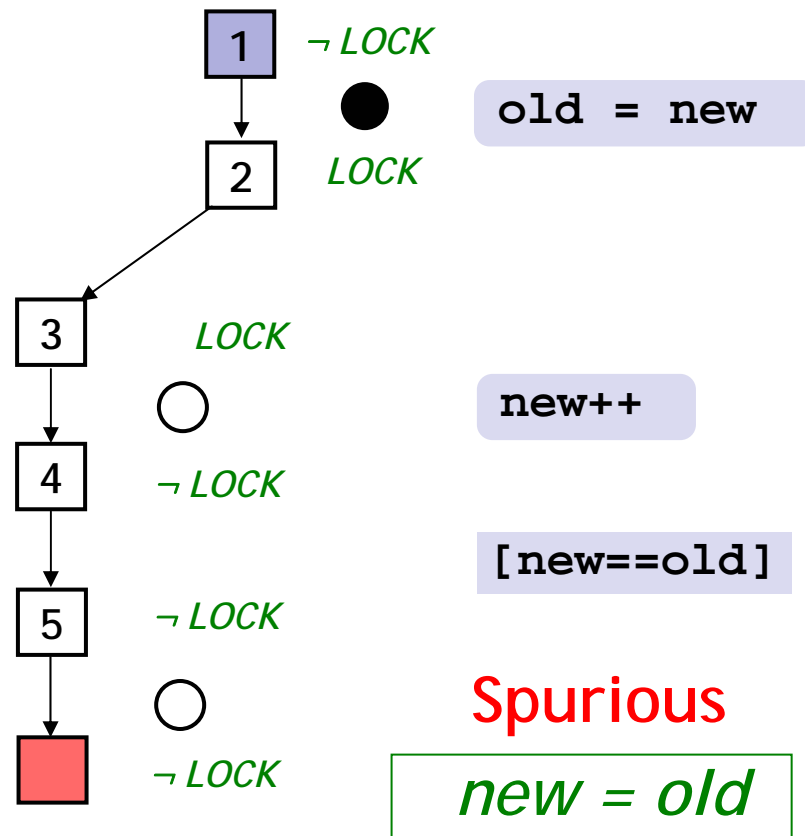 1 ¬ LOCK
old = new
2 LOCK
3 LOCK
new++
4 ¬ LOCK
[new==old]
5 ¬ LOCK
Spurious
¬ LOCK
new = old